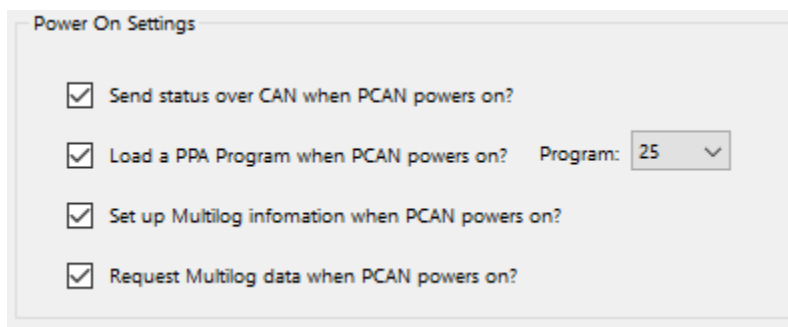 Power On Settings
Send status over CAN when PCAN powers on?
Load a PPA Program when PCAN powers on? Program: 25
Set up Multilog infomation when PCAN powers on?
Request Multilog data when PCAN powers on?